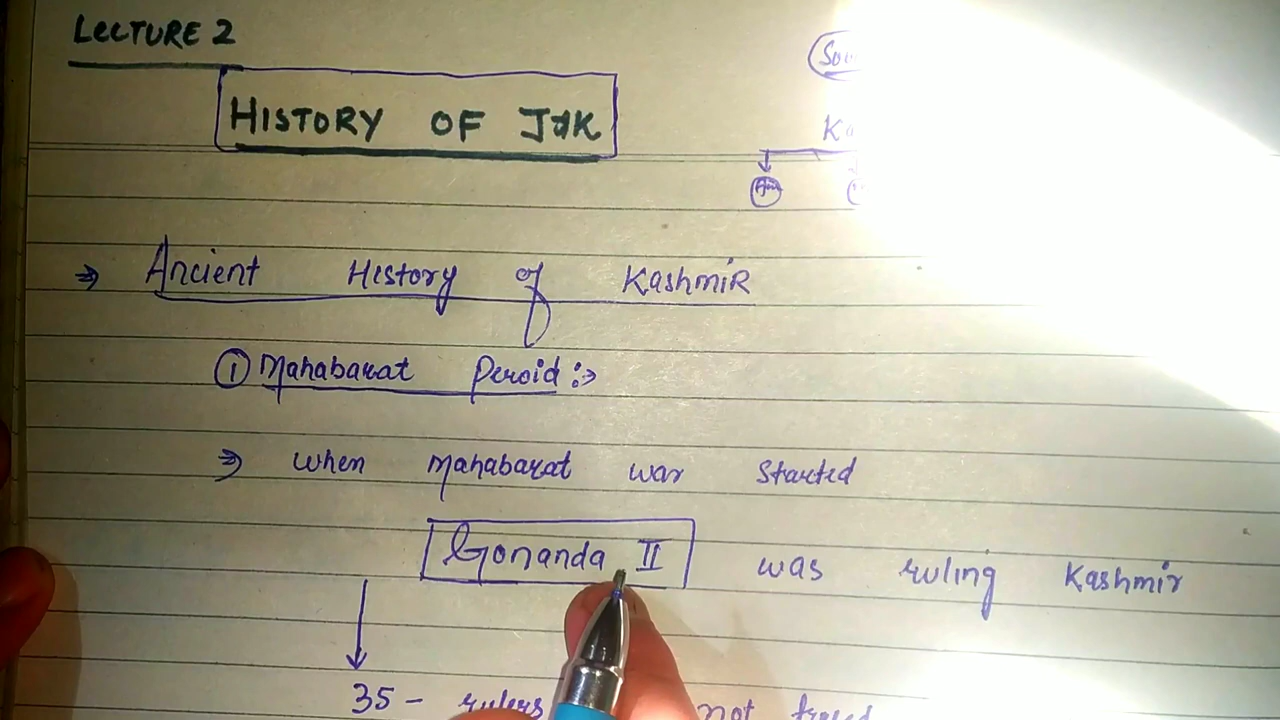 LECTURE 2
HISTORY OF J&K
⇒ Ancient History of Kashmir
① Mahabarat Peroid :→
⇒ when Mahabarat war started
Gonanda II was ruling Kashmir
35 - rulers not traced